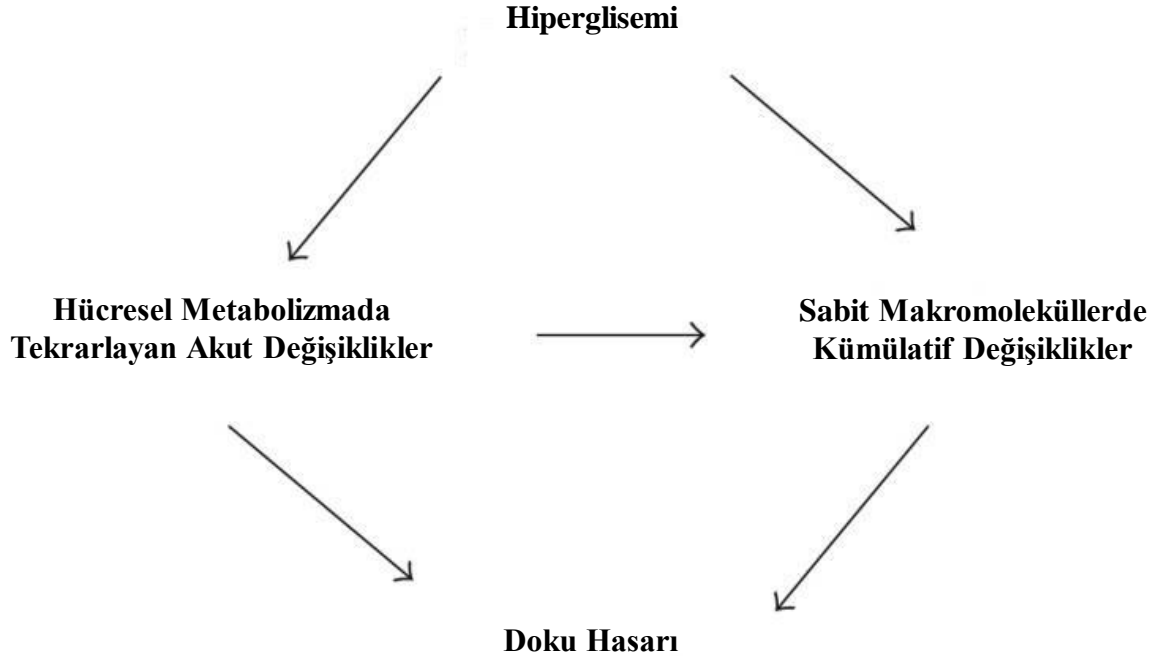 Hiperglisemi
Hücresel Metabolizmada
Tekrarlayan Akut Değişiklikler
Sabit Makromoleküllerde
Kümülatif Değişiklikler
Doku Hasarı